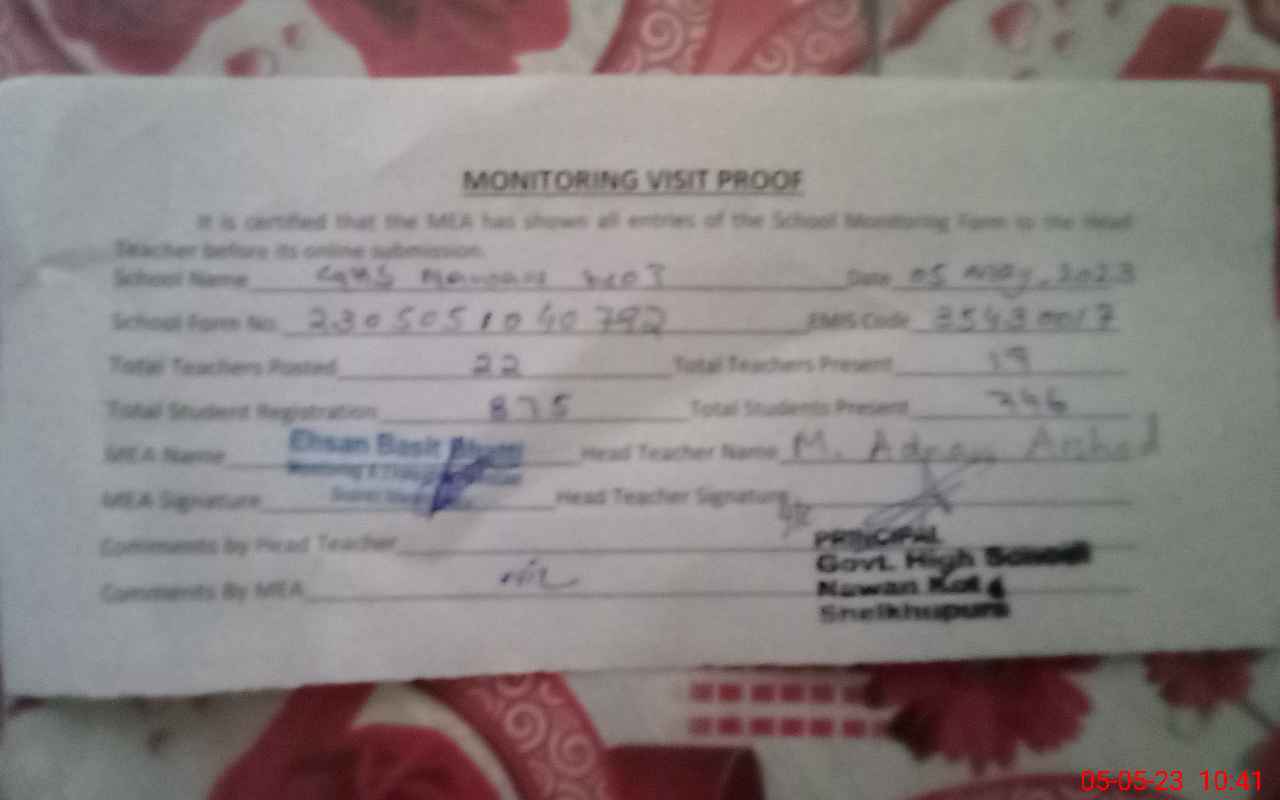 MONITORING VISIT PROOF
It is certified that the MEA has shown all entries of the School Monitoring Form to the Head
Teacher before its online submission.
School Name GHS Nawan Kot Date 05 May, 2023
School Form No. 2305051040792 EMIS Code 35430017
Total Teachers Posted 22 Total Teachers Present 19
Total Student Registration 875 Total Students Present 746
MEA Name Ehsan Basit Head Teacher Name M. Adnan Arshad
MEA Signature Head Teacher Signature
Comments by Head Teacher
PRINCIPAL
Govt. High School
Comments By MEA Nil
Nawan Kot
Sheikhupura
05-05-23 10:41